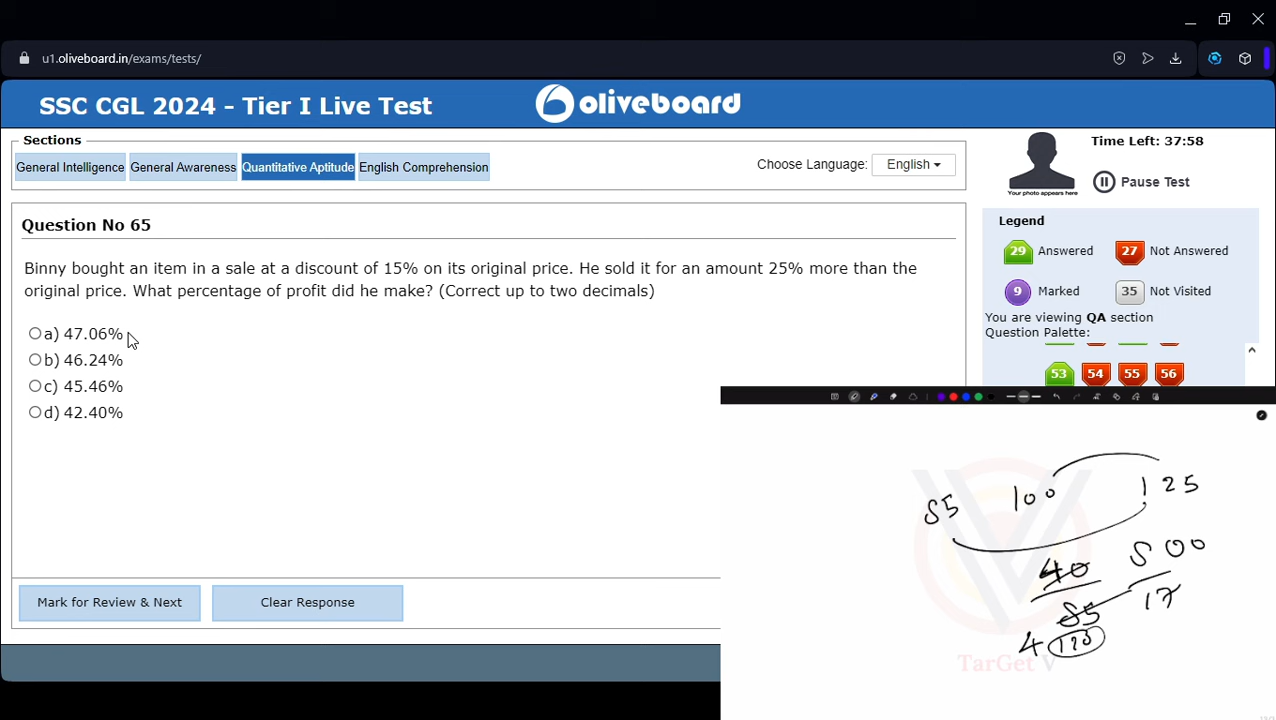 u1.oliveboard.in/exams/tests/
SSC CGL 2024 - Tier I Live Test
oliveboard
Sections
General Intelligence
General Awareness
Quantitative Aptitude
English Comprehension
Choose Language:
English
Time Left: 37:58
Your photo appears here
Pause Test
Question No 65
Binny bought an item in a sale at a discount of 15% on its original price. He sold it for an amount 25% more than the
original price. What percentage of profit did he make? (Correct up to two decimals)
a) 47.06%
b) 46.24%
c) 45.46%
d) 42.40%
Mark for Review & Next
Clear Response
Legend
29 Answered
27 Not Answered
9 Marked
35 Not Visited
You are viewing QA section
Question Palette:
53 54 55 56
85 100 125
40
85
500
17
4
TarGet V